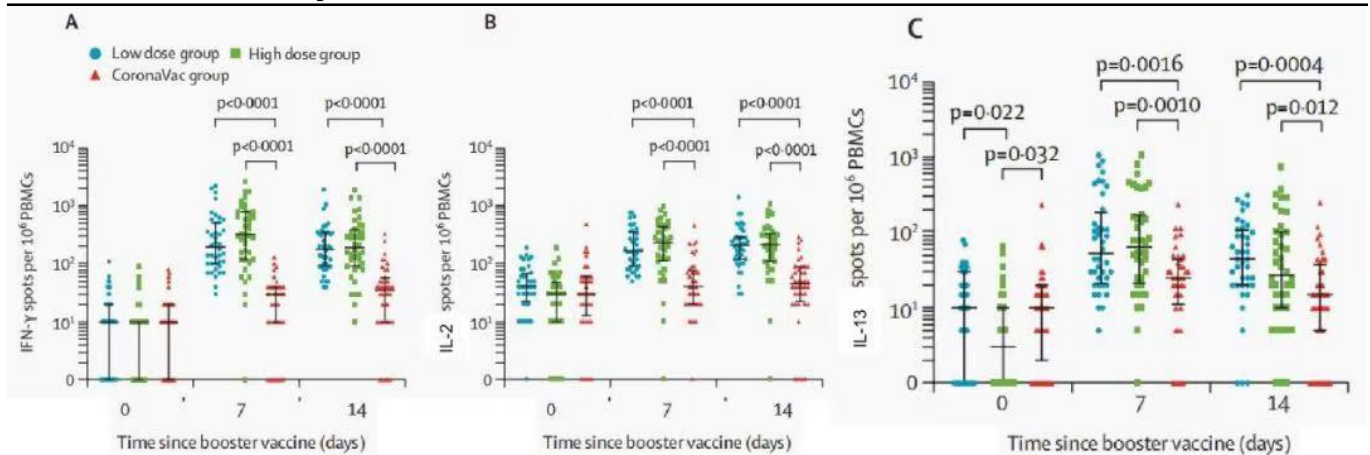 A
Low dose group High dose group
CoronaVac group
p<0·0001 p<0·0001
p<0·0001 p<0·0001
10⁴
10³
10²
10¹
0
IFN-γ spots per 10⁶ PBMCs
0 7 14
Time since booster vaccine (days)
B
p<0·0001 p<0·0001
p<0·0001 p<0·0001
10⁴
10³
10²
10¹
0
IL-2 spots per 10⁶ PBMCs
0 7 14
Time since booster vaccine (days)
C
p=0·0016 p=0·0004
p=0·022 p=0·0010 p=0·012
p=0·032
10⁴
10³
10²
10¹
0
IL-13 spots per 10⁶ PBMCs
0 7 14
Time since booster vaccine (days)